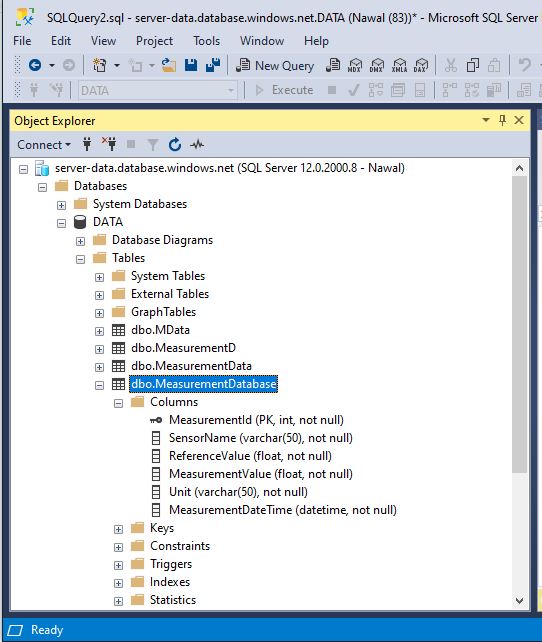 SQLQuery2.sql - server-data.database.windows.net.DATA (Nawal (83))* - Microsoft SQL Server
File Edit View Project Tools Window Help
New Query MDX DMX XMLA DAX
DATA Execute
Object Explorer
Connect
server-data.database.windows.net (SQL Server 12.0.2000.8 - Nawal)
Databases
System Databases
DATA
Database Diagrams
Tables
System Tables
External Tables
GraphTables
dbo.MData
dbo.MeasurementD
dbo.MeasurementData
dbo.MeasurementDatabase
Columns
MeasurementId (PK, int, not null)
SensorName (varchar(50), not null)
ReferenceValue (float, not null)
MeasurementValue (float, not null)
Unit (varchar(50), not null)
MeasurementDateTime (datetime, not null)
Keys
Constraints
Triggers
Indexes
Statistics
Ready